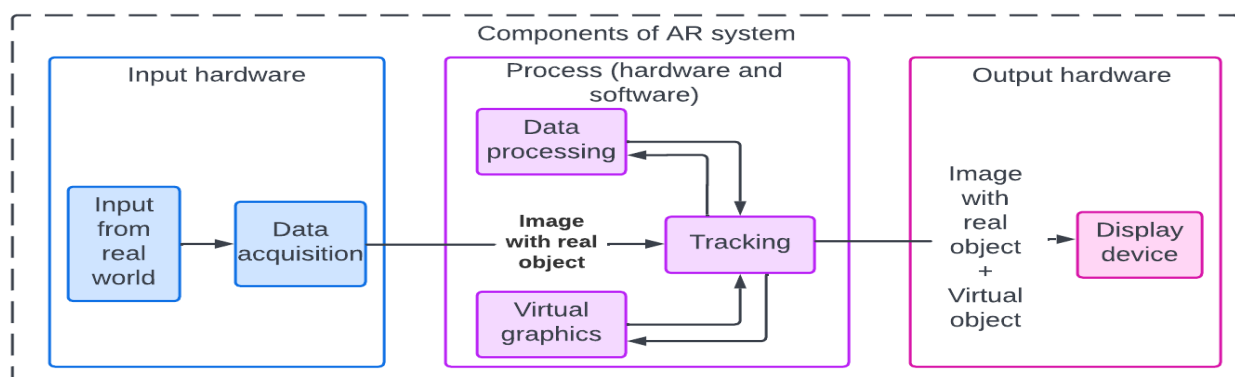 Components of AR system
Input hardware
Input
from
real
world
Data
acquisition
Process (hardware and
software)
Data
processing
Image
with real
object
Tracking
Virtual
graphics
Output hardware
Image
with
real
object
+
Virtual
object
Display
device